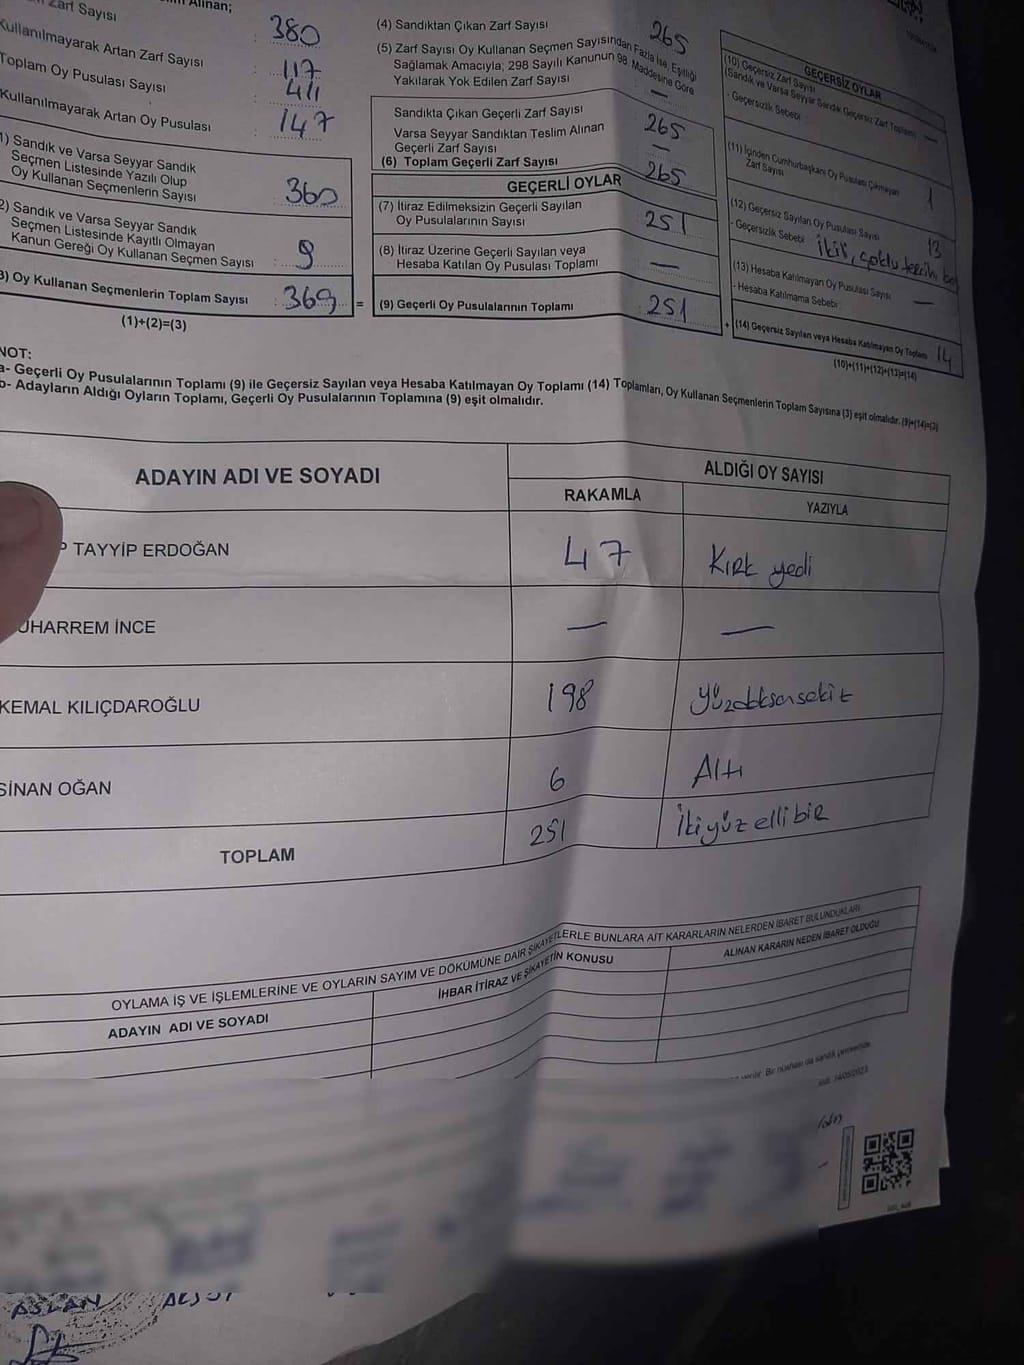 Zarf Sayısı
380
Kullanılmayarak Artan Zarf Sayısı
117
Toplam Oy Pusulası Sayısı
411
Kullanılmayarak Artan Oy Pusulası
147
1) Sandık ve Varsa Seyyar Sandık
Seçmen Listesinde Yazılı Olup
Oy Kullanan Seçmenlerin Sayısı
360
2) Sandık ve Varsa Seyyar Sandık
Seçmen Listesinde Kayıtlı Olmayan
Kanun Gereği Oy Kullanan Seçmen Sayısı
9
3) Oy Kullanan Seçmenlerin Toplam Sayısı : 369 =
(1)+(2)=(3)
(4) Sandıktan Çıkan Zarf Sayısı
265
(5) Zarf Sayısı Oy Kullanan Seçmen Sayısından Fazla İse, Eşitliği
Sağlamak Amacıyla; 298 Sayılı Kanunun 98. Maddesine Göre
Yakılarak Yok Edilen Zarf Sayısı
—
Sandıkta Çıkan Geçerli Zarf Sayısı
265
Varsa Seyyar Sandıktan Teslim Alınan
Geçerli Zarf Sayısı
—
(6) Toplam Geçerli Zarf Sayısı
265
GEÇERLİ OYLAR
(7) İtiraz Edilmeksizin Geçerli Sayılan
Oy Pusulalarının Sayısı
251
(8) İtiraz Üzerine Geçerli Sayılan veya
Hesaba Katılan Oy Pusulası Toplamı
—
(9) Geçerli Oy Pusulalarının Toplamı
251 +
GEÇERSİZ OYLAR
(10) Geçersiz Zarf Sayısı
(Sandık ve Varsa Seyyar Sandık Geçersiz Zarf Toplamı)
- Geçersizlik Sebebi
—
(11) İçinden Cumhurbaşkanı Oy Pusulası Çıkmayan
Zarf Sayısı
1
(12) Geçersiz Sayılan Oy Pusulası Sayısı
13
- Geçersizlik Sebebi
çoklu tercih
(13) Hesaba Katılmayan Oy Pusulası Sayısı
- Hesaba Katılmama Sebebi
—
(14) Geçersiz Sayılan veya Hesaba Katılmayan Oy Toplamı
14
(10)+(11)+(12)+(13)=(14)
NOT:
a- Geçerli Oy Pusulalarının Toplamı (9) ile Geçersiz Sayılan veya Hesaba Katılmayan Oy Toplamı (14) Toplamları, Oy Kullanan Seçmenlerin Toplam Sayısına (3) eşit olmalıdır. (9)+(14)=(3)
b- Adayların Aldığı Oyların Toplamı, Geçerli Oy Pusulalarının Toplamına (9) eşit olmalıdır.
ADAYIN ADI VE SOYADI
ALDIĞI OY SAYISI
RAKAMLA
YAZIYLA
P TAYYİP ERDOĞAN
47
Kırk yedi
UHARREM İNCE
—
—
KEMAL KILIÇDAROĞLU
198
SİNAN OĞAN
6
Altı
TOPLAM
251
İkiyüz elli bir
OYLAMA İŞ VE İŞLEMLERİNE VE OYLARIN SAYIM VE DÖKÜMÜNE DAİR ŞİKAYETLERLE BUNLARA AİT KARARLARIN NELERDEN İBARET BULUNDUKLARI
ADAYIN ADI VE SOYADI
İHBAR İTİRAZ VE ŞİKAYETİN KONUSU
ALINAN KARARIN NEDEN İBARET OLDUĞU
verilir. Bir nüshası da sandık çevresinde
14/05/2023
ASLAN